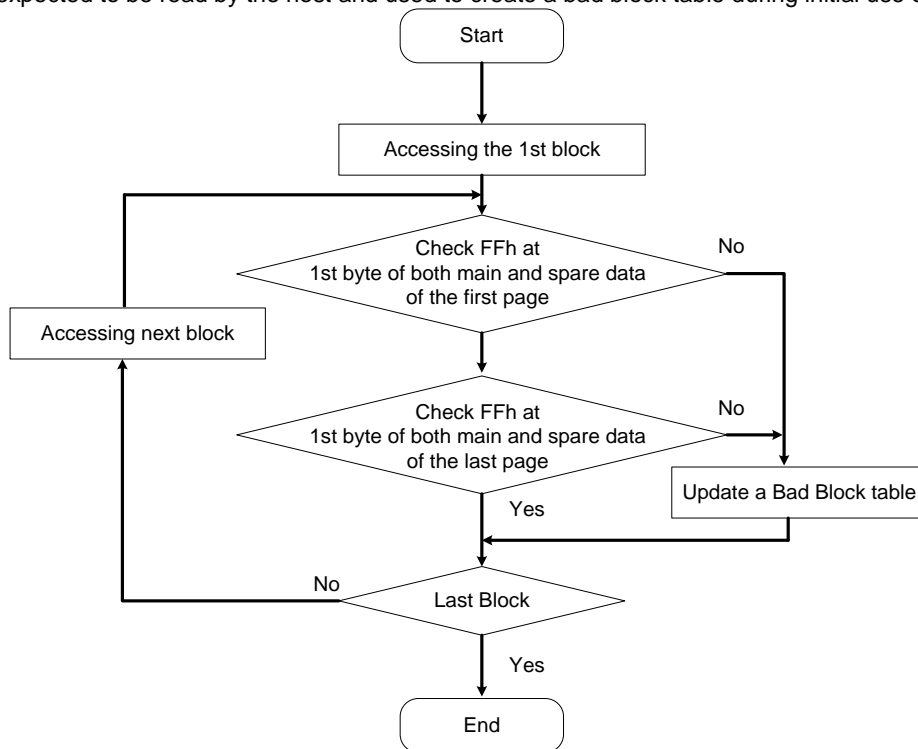 expected to be read by the host and used to create a bad block table during initial use
Start
Accessing the 1st block
Check FFh at
1st byte of both main and spare data
of the first page
No
Accessing next block
Check FFh at
1st byte of both main and spare data
of the last page
No
Update a Bad Block table
Yes
No
Last Block
Yes
End